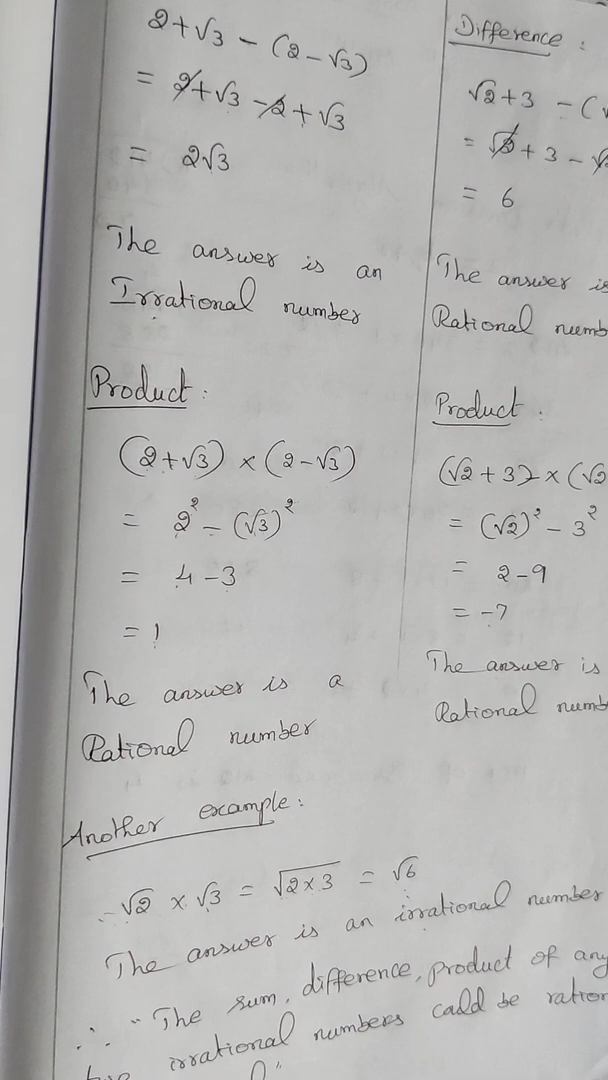 2+√3 - (2-√3)
= 2+√3 -2+√3
= 2√3
The answer is an
Irrational number
Product:
(2+√3) × (2-√3)
= 2² - (√3)²
= 4-3
= 1
The answer is a
Rational number
Difference:
√2+3 - (
= √2+3 -
= 6
The answer is
Rational numb
Product:
(√2+3) × (√2
= (√2)² - 3²
= 2-9
= -7
The answer is
Rational numb
Another example:
√2 × √3 = √2×3 = √6
The answer is an irrational number
∴ "The sum, difference, product of any
irrational numbers could be ration